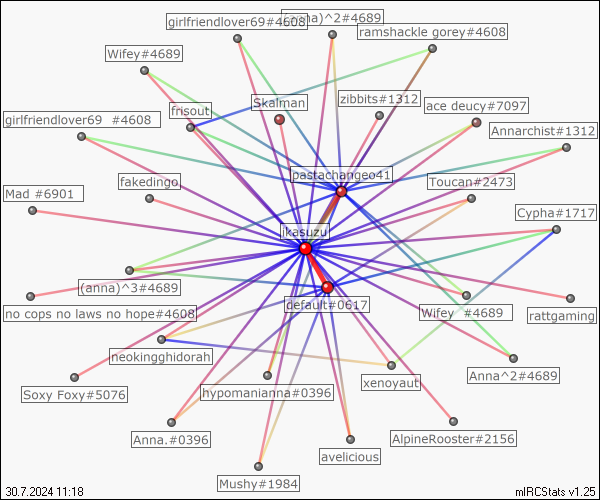 girlfriendlover69#4608
(anna)^2#4689
ramshackle gorey#4608
Wifey#4689
zibbits#1312
Skalman
ace deucy#7097
frisout
girlfriendlover69 #4608
Annarchist#1312
pastachangeo41
fakedingo
Toucan#2473
Mad #6901
Cypha#1717
jkasuzu
(anna)^3#4689
default#0617
no cops no laws no hope#4608
Wifey #4689
rattgaming
neokingghidorah
Anna^2#4689
xenoyaut
Soxy Foxy#5076
hypomanianna#0396
Anna.#0396
AlpineRooster#2156
avelicious
Mushy#1984
30.7.2024 11:18
mIRCStats v1.25